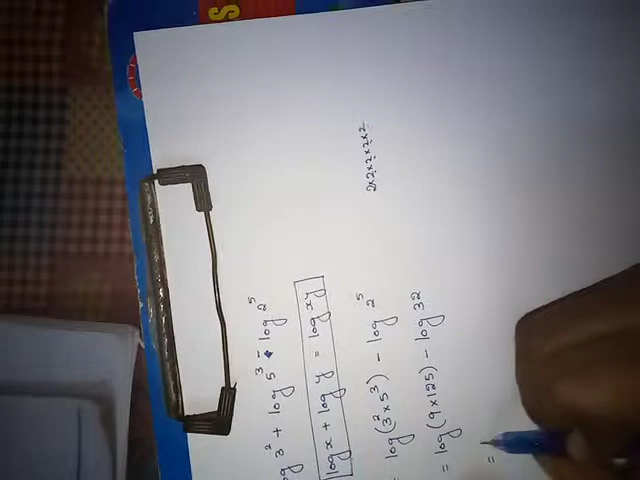 S
2×2×2×2×2
log 3² + log 5³ - log 2⁵
log x + log y = log xy
= log(3²×5³) - log 2⁵
= log(9×125) - log 32
=